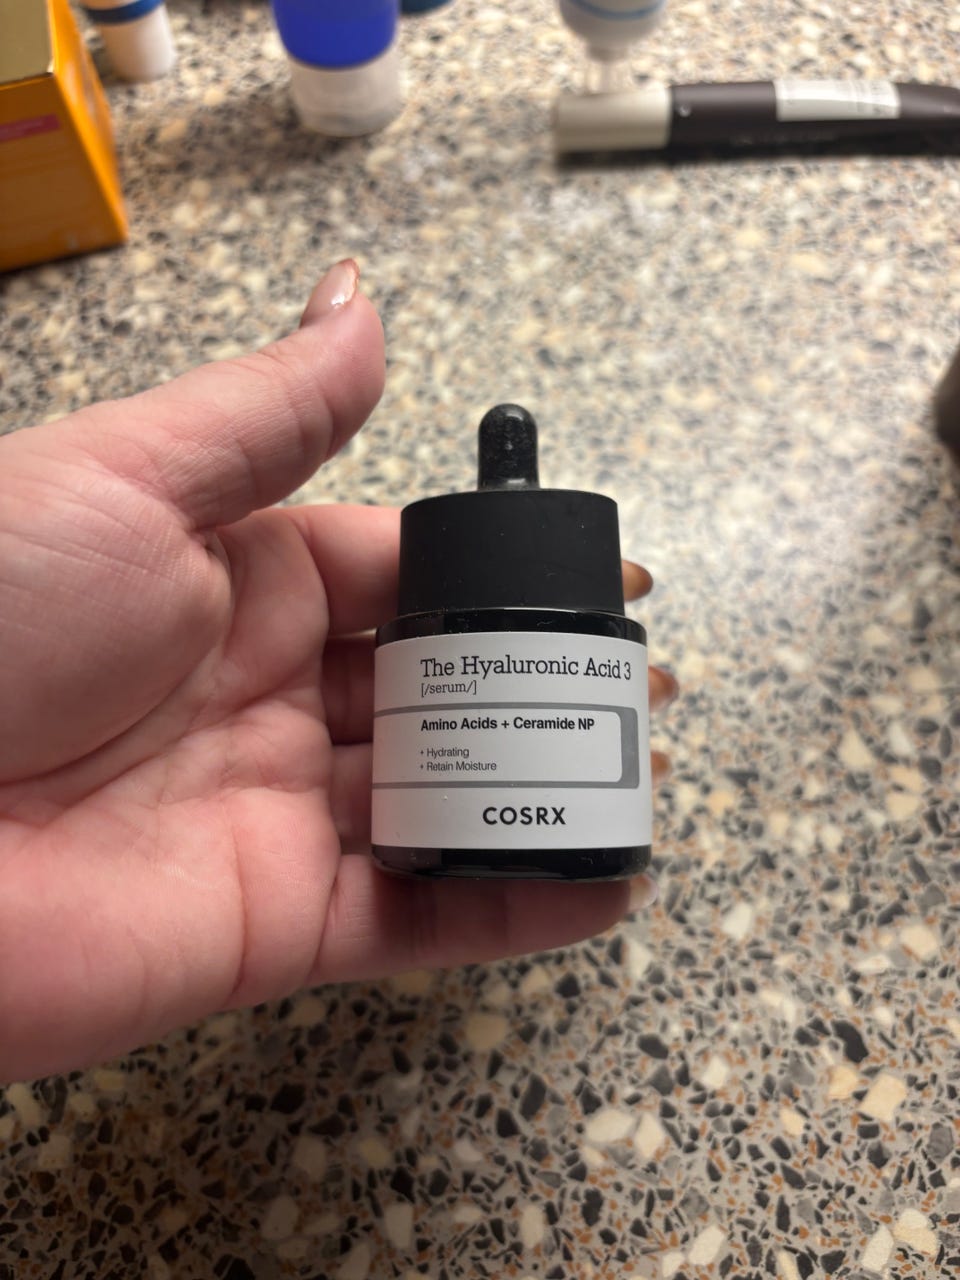 The Hyaluronic Acid 3
[/serum/]
Amino Acids + Ceramide NP
+ Hydrating
+ Retain Moisture
COSRX